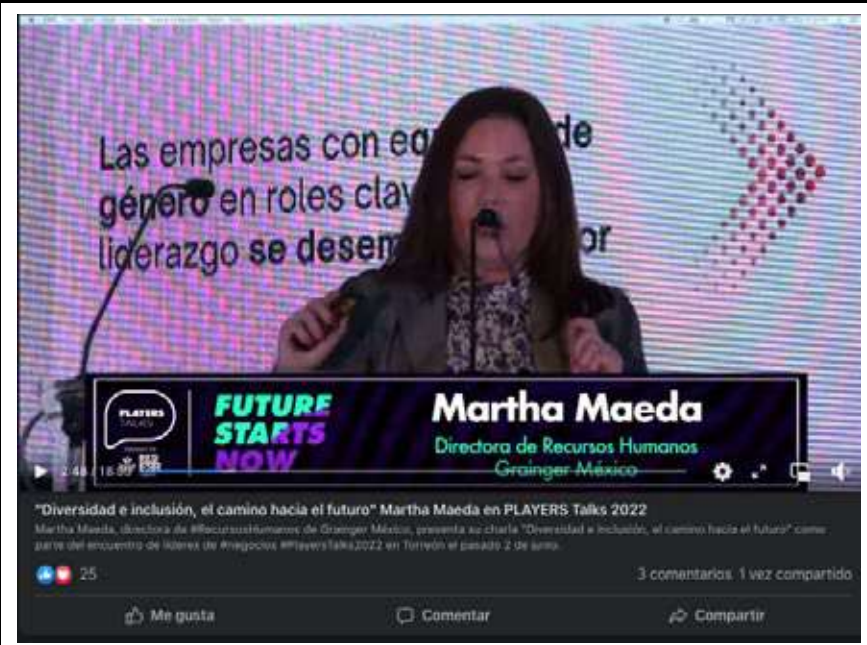 Las empresas con de
género en roles
liderazgo se
PLAYERS
TALKS
FUTURE
STARTS
NOW
Martha Maeda
Directora de Recursos Humanos
Grainger México
2:48 /
"Diversidad e inclusión, el camino hacia el futuro" Martha Maeda en PLAYERS Talks 2022
Martha Maeda, directora de #RecursosHumanos de Grainger México, presenta su charla "Diversidad e inclusión, el camino hacia el futuro" como
parte del encuentro de líderes de #negocios #PlayersTalks2022 en Torreón el pasado 2 de junio.
25
3 comentarios 1 vez compartido
Me gusta
Comentar
Compartir